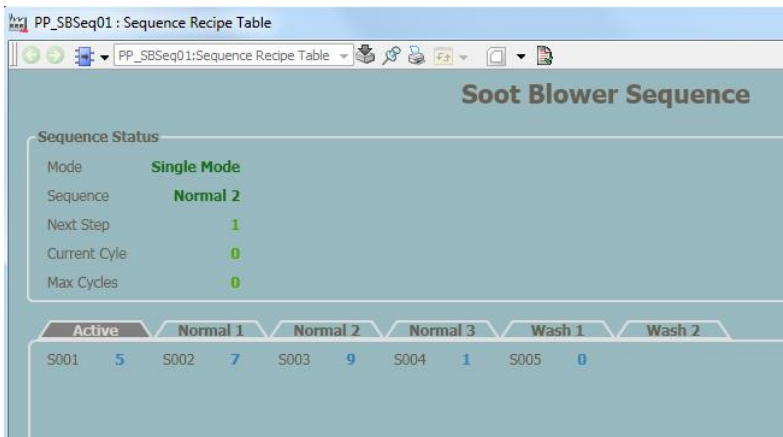 PP_SBSeq01 : Sequence Recipe Table
PP_SBSeq01:Sequence Recipe Table
Soot Blower Sequence
Sequence Status
Mode Single Mode
Sequence Normal 2
Next Step 1
Current Cyle 0
Max Cycles 0
Active Normal 1 Normal 2 Normal 3 Wash 1 Wash 2
S001 5 S002 7 S003 9 S004 1 S005 0